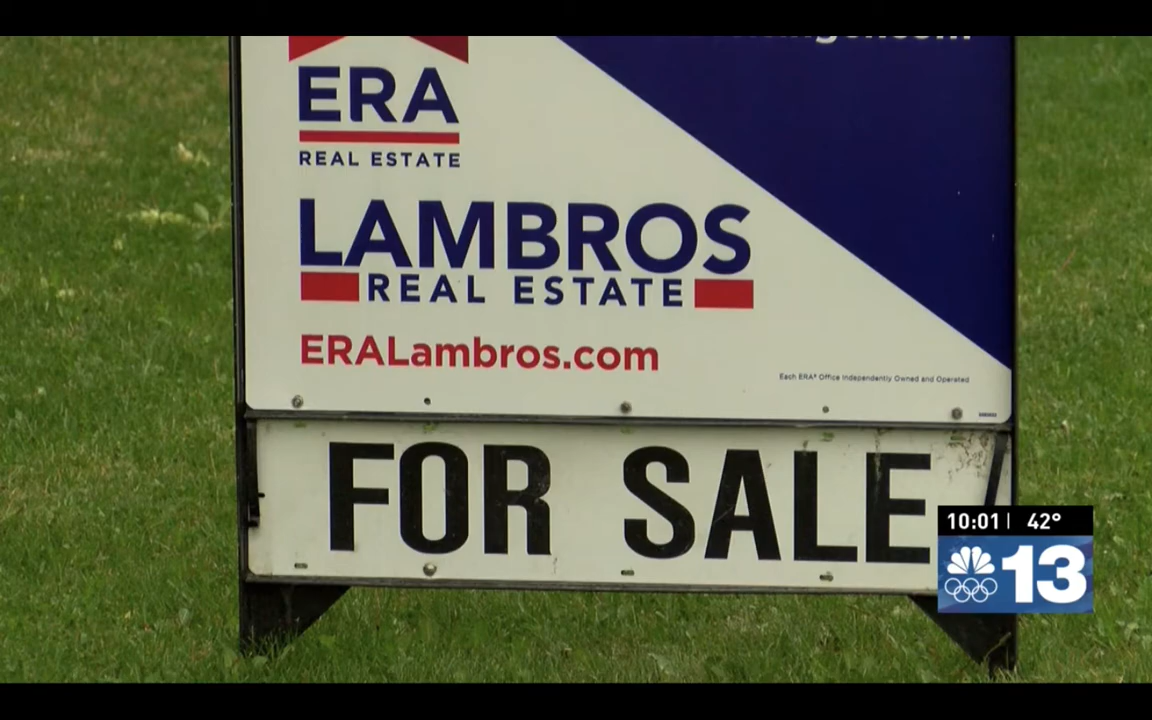 ERA
REAL ESTATE
LAMBROS
REAL ESTATE
ERALambros.com
Each ERA® Office Independently Owned and Operated
FOR SALE
10:01 | 42°
13